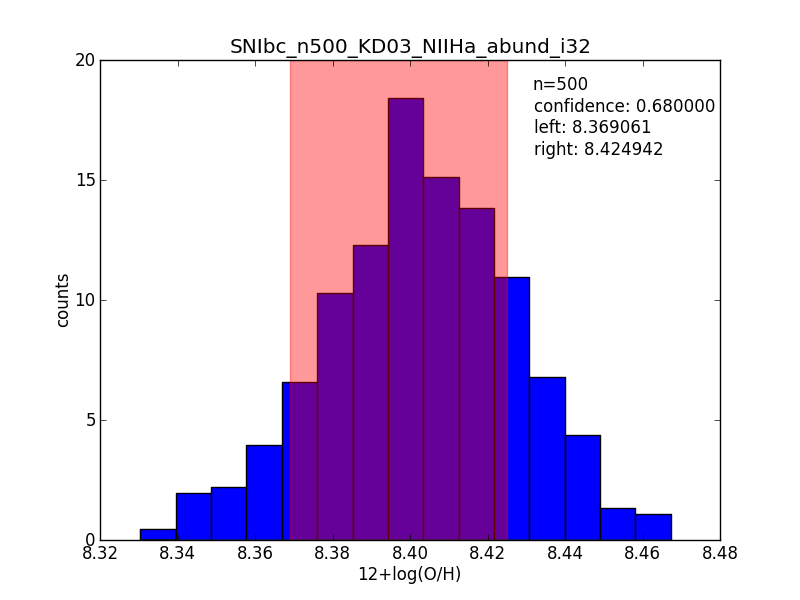 SNIbc_n500_KD03_NIIHa_abund_i32
n=500
confidence: 0.680000
left: 8.369061
right: 8.424942
counts
20
15
10
5
0
8.32 8.34 8.36 8.38 8.40 8.42 8.44 8.46 8.48
12+log(O/H)